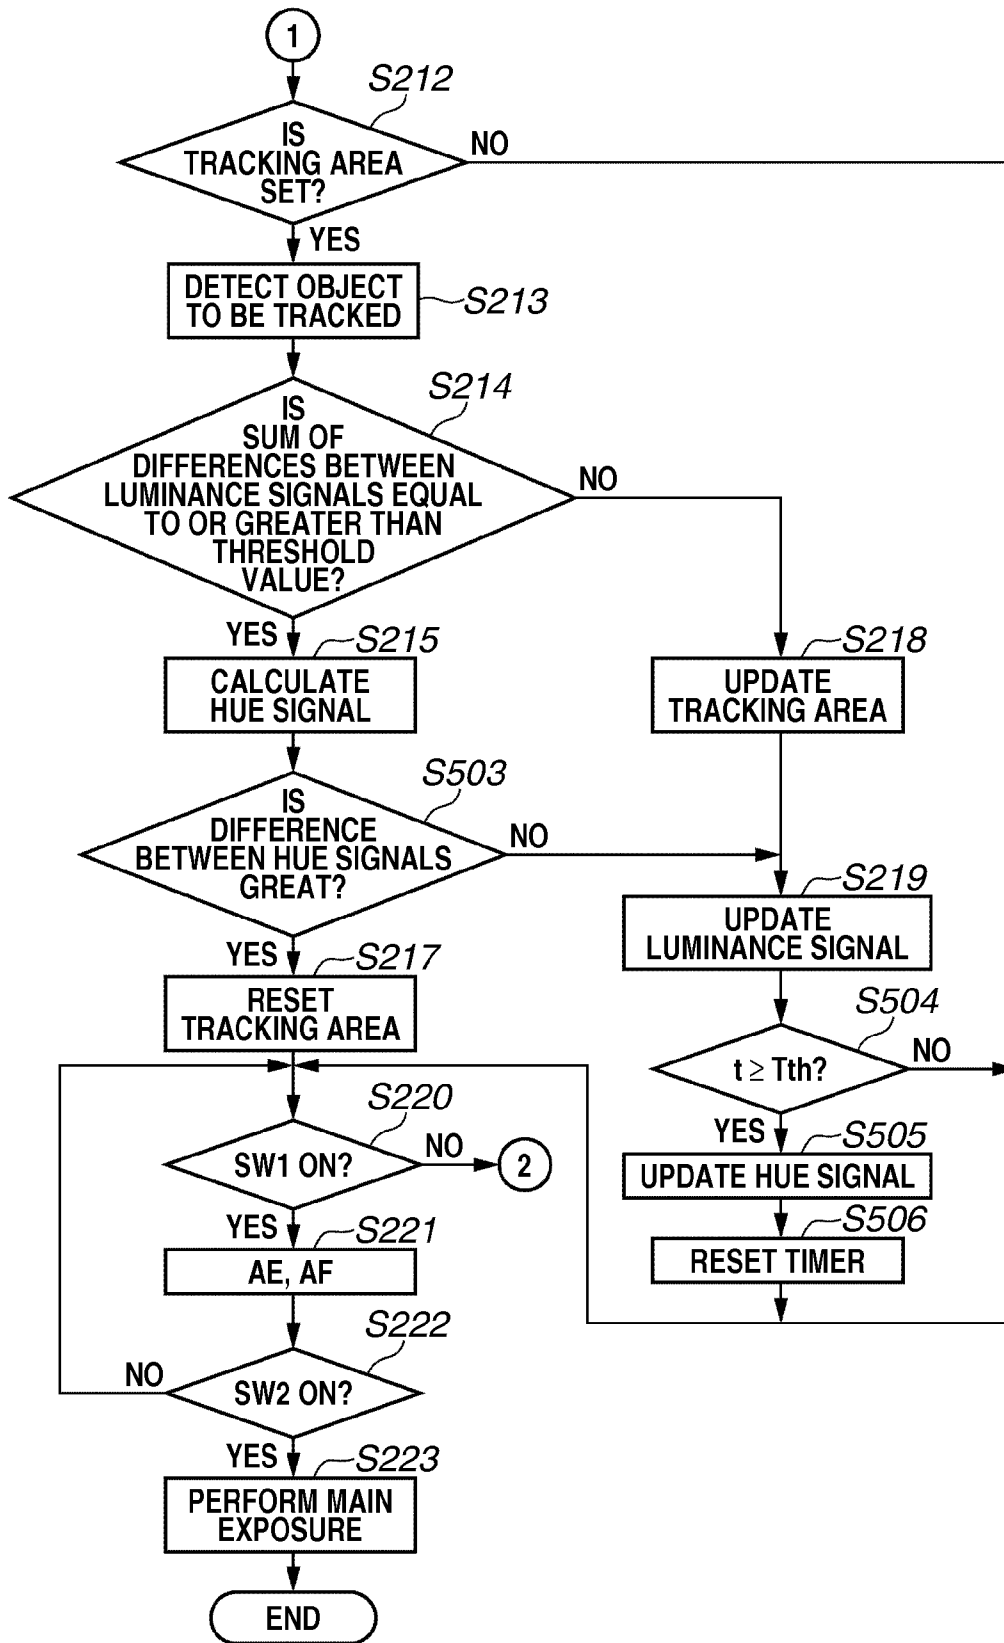 1
S212
IS
TRACKING AREA
SET?
NO
YES
DETECT OBJECT
TO BE TRACKED
S213
S214
IS
SUM OF
DIFFERENCES BETWEEN
LUMINANCE SIGNALS EQUAL
TO OR GREATER THAN
THRESHOLD
VALUE?
NO
YES
S215
CALCULATE
HUE SIGNAL
S218
UPDATE
TRACKING AREA
S503
IS
DIFFERENCE
BETWEEN HUE SIGNALS
GREAT?
NO
S219
UPDATE
LUMINANCE SIGNAL
YES
S217
RESET
TRACKING AREA
S504
t ≥ Tth?
NO
YES
S505
UPDATE HUE SIGNAL
S506
RESET TIMER
S220
SW1 ON?
NO
2
YES
S221
AE, AF
S222
SW2 ON?
NO
YES
S223
PERFORM MAIN
EXPOSURE
END